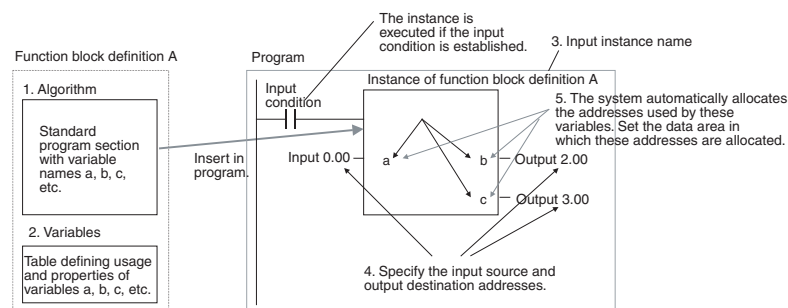 The instance is
executed if the input
condition is established.
3. Input instance name
Function block definition A
Program
1. Algorithm
Standard
program section
with variable
names a, b, c,
etc.
2. Variables
Table defining usage
and properties of
variables a, b, c, etc.
Insert in
program.
Input
condition
Instance of function block definition A
Input 0.00
a
b
c
Output 2.00
Output 3.00
5. The system automatically allocates
the addresses used by these
variables. Set the data area in
which these addresses are allocated.
4. Specify the input source and
output destination addresses.